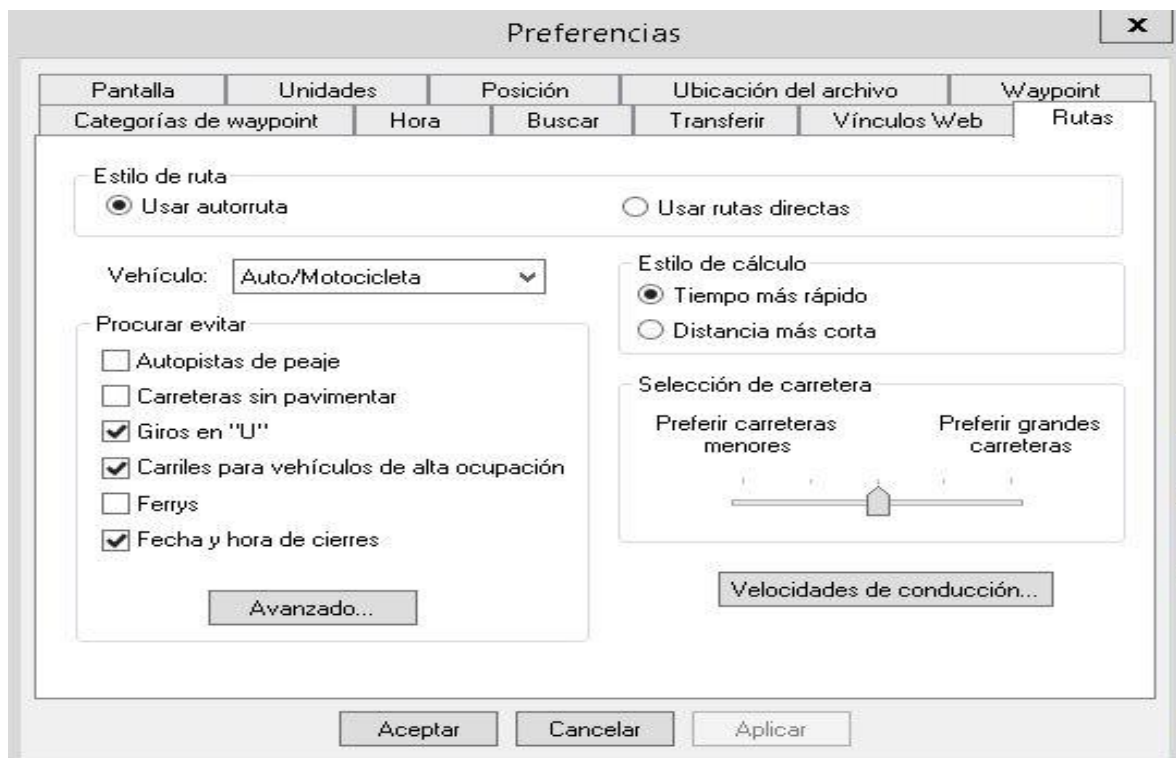 Preferencias
x
Pantalla Unidades Posición Ubicación del archivo Waypoint
Categorías de waypoint Hora Buscar Transferir Vínculos Web Rutas
Estilo de ruta
Usar autorruta Usar rutas directas
Vehículo: Auto/Motocicleta
Procurar evitar
Autopistas de peaje
Carreteras sin pavimentar
Giros en "U"
Carriles para vehículos de alta ocupación
Ferrys
Fecha y hora de cierres
Avanzado...
Estilo de cálculo
Tiempo más rápido
Distancia más corta
Selección de carretera
Preferir carreteras
menores
Preferir grandes
carreteras
Velocidades de conducción...
Aceptar Cancelar Aplicar